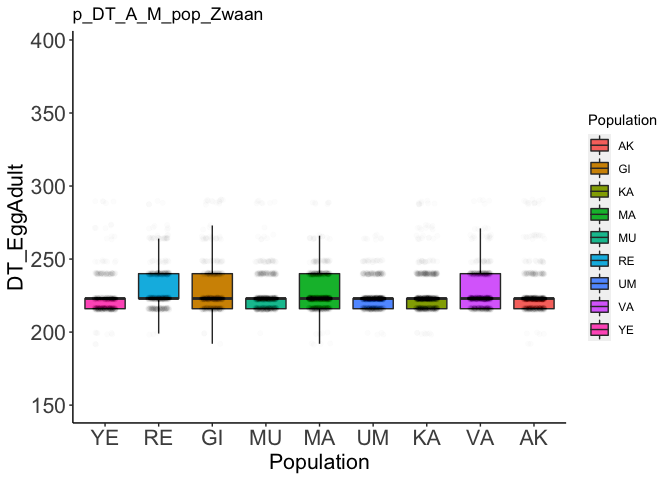 p_DT_A_M_pop_Zwaan
400
350
300
250
200
150
DT_EggAdult
YE RE GI MU MA UM KA VA AK
Population
Population
AK
GI
KA
MA
MU
RE
UM
VA
YE